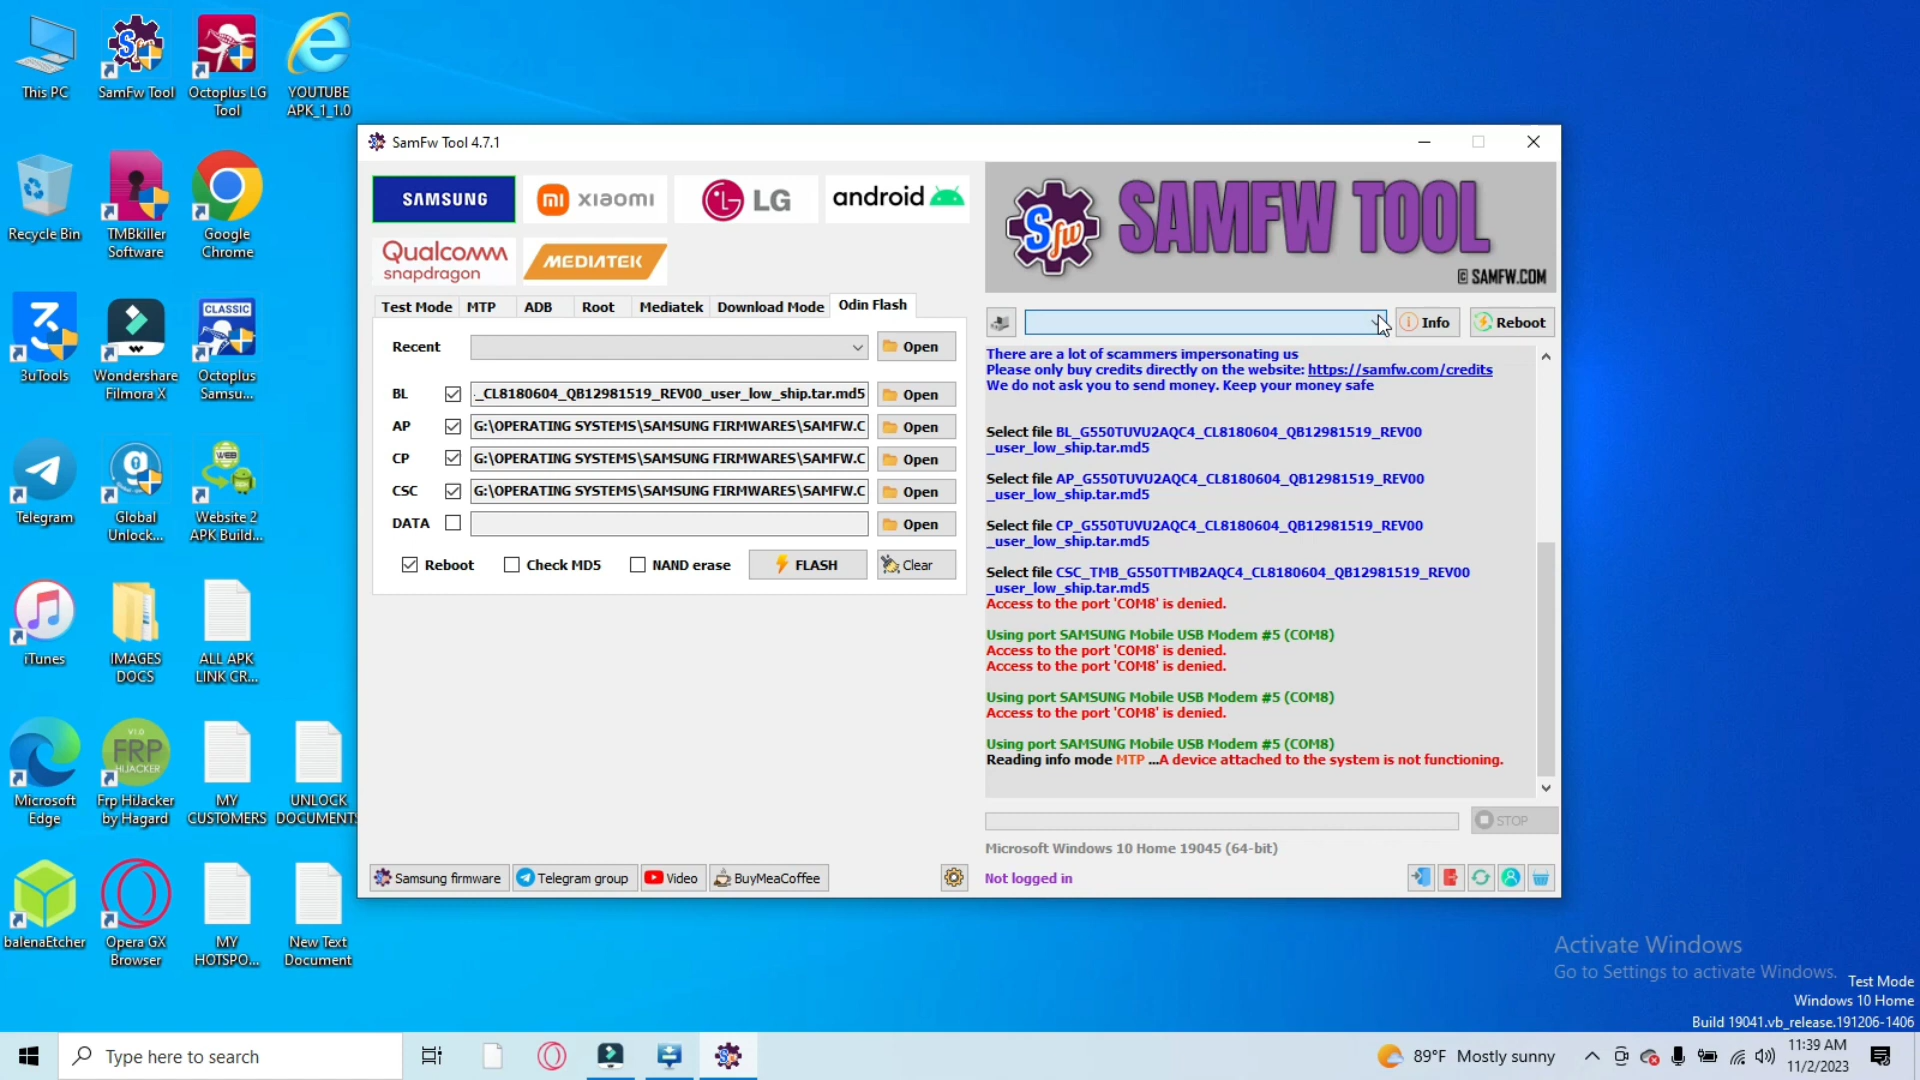 This PC
SamFw Tool
Octoplus LG
Tool
YOUTUBE
APK_1_1.0
Recycle Bin
TMBkiller
Software
Google
Chrome
3uTools
Wondershare
Filmora X
CLASSIC
Octoplus
Samsu...
Telegram
Global
Unlock...
WEB
Website 2
APK Build...
iTunes
IMAGES
DOCS
ALL APK
LINK CR...
Microsoft
Edge
V1.0
FRP
HIJACKER
Frp HiJacker
by Hagard
MY
CUSTOMERS
UNLOCK
DOCUMENTS
balenaEtcher
Opera GX
Browser
MY
HOTSPO...
New Text
Document
SamFw Tool 4.7.1
SAMSUNG
xiaomi
LG
android
Qualcomm
snapdragon
MEDIATEK
Sfw
SAMFW TOOL
© SAMFW.COM
Test Mode
MTP
ADB
Root
Mediatek
Download Mode
Odin Flash
Recent
Open
BL
_CL8180604_QB12981519_REV00_user_low_ship.tar.md5
Open
AP
G:\OPERATING SYSTEMS\SAMSUNG FIRMWARES\SAMFW.C
Open
CP
G:\OPERATING SYSTEMS\SAMSUNG FIRMWARES\SAMFW.C
Open
CSC
G:\OPERATING SYSTEMS\SAMSUNG FIRMWARES\SAMFW.C
Open
DATA
Open
Reboot
Check MD5
NAND erase
FLASH
Clear
Info
Reboot
There are a lot of scammers impersonating us
Please only buy credits directly on the website: https://samfw.com/credits
We do not ask you to send money. Keep your money safe
Select file BL_G550TUVU2AQC4_CL8180604_QB12981519_REV00
_user_low_ship.tar.md5
Select file AP_G550TUVU2AQC4_CL8180604_QB12981519_REV00
_user_low_ship.tar.md5
Select file CP_G550TUVU2AQC4_CL8180604_QB12981519_REV00
_user_low_ship.tar.md5
Select file CSC_TMB_G550TTMB2AQC4_CL8180604_QB12981519_REV00
_user_low_ship.tar.md5
Access to the port 'COM8' is denied.
Using port SAMSUNG Mobile USB Modem #5 (COM8)
Access to the port 'COM8' is denied.
Access to the port 'COM8' is denied.
Using port SAMSUNG Mobile USB Modem #5 (COM8)
Access to the port 'COM8' is denied.
Using port SAMSUNG Mobile USB Modem #5 (COM8)
Reading info mode MTP ...A device attached to the system is not functioning.
STOP
Microsoft Windows 10 Home 19045 (64-bit)
Samsung firmware
Telegram group
Video
BuyMeaCoffee
Not logged in
Activate Windows
Go to Settings to activate Windows.
Test Mode
Windows 10 Home
Build 19041.vb_release.191206-1406
Type here to search
89°F Mostly sunny
11:39 AM
11/2/2023